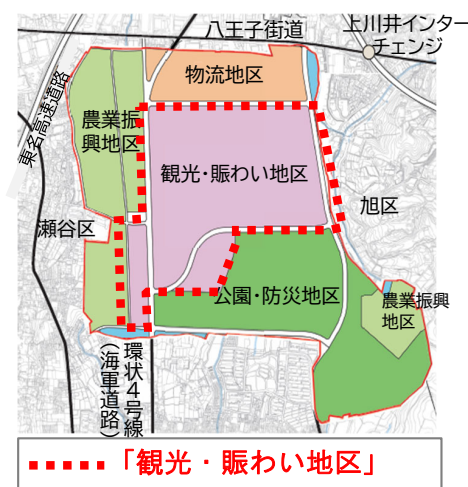 八王子街道
上川井インター
チェンジ
東名高速道路
物流地区
農業振
興地区
観光・賑わい地区
旭区
瀬谷区
公園・防災地区
農業振興
地区
環状4号線
(海軍道路)
「観光・賑わい地区」